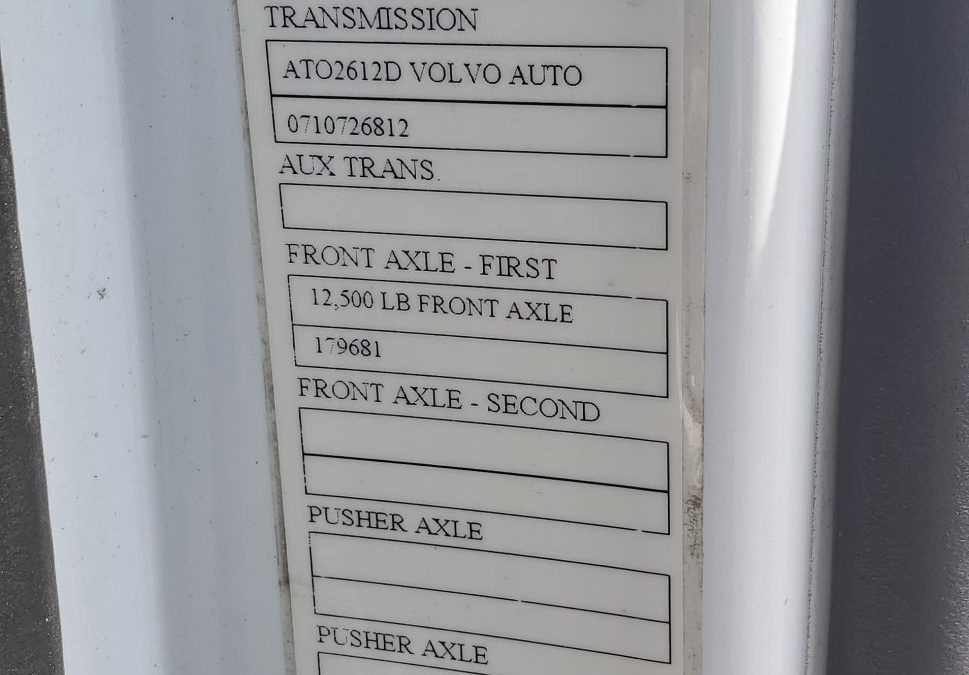 TRANSMISSION
ATO2612D VOLVO AUTO
0710726812
AUX TRANS.
FRONT AXLE - FIRST
12,500 LB FRONT AXLE
179681
FRONT AXLE - SECOND
PUSHER AXLE
PUSHER AXLE